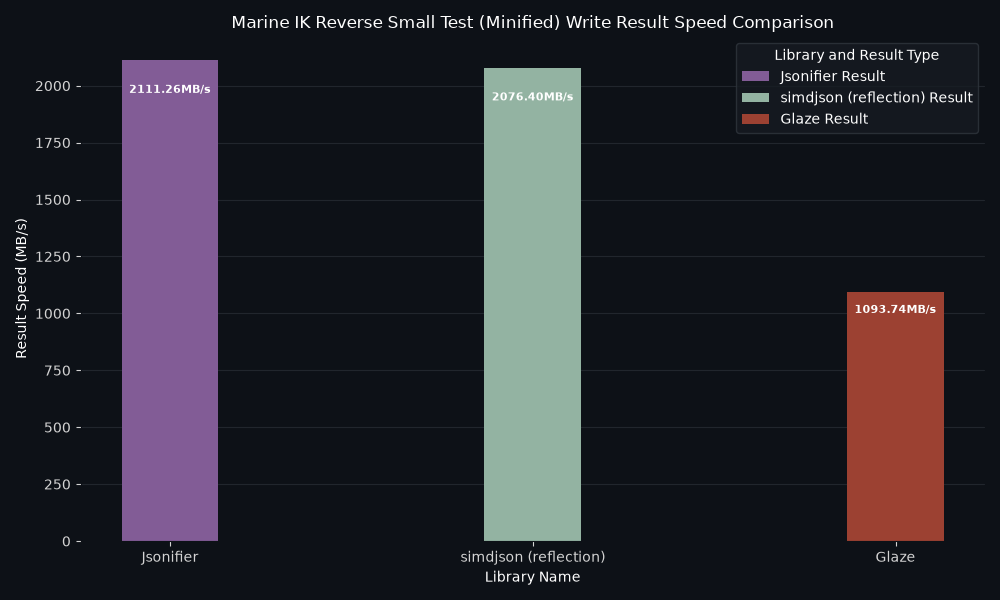 Marine IK Reverse Small Test (Minified) Write Result Speed Comparison
Library and Result Type
Jsonifier Result
simdjson (reflection) Result
Glaze Result
2111.26MB/s
2076.40MB/s
1093.74MB/s
Result Speed (MB/s)
2000
1750
1500
1250
1000
750
500
250
0
Jsonifier
simdjson (reflection)
Glaze
Library Name